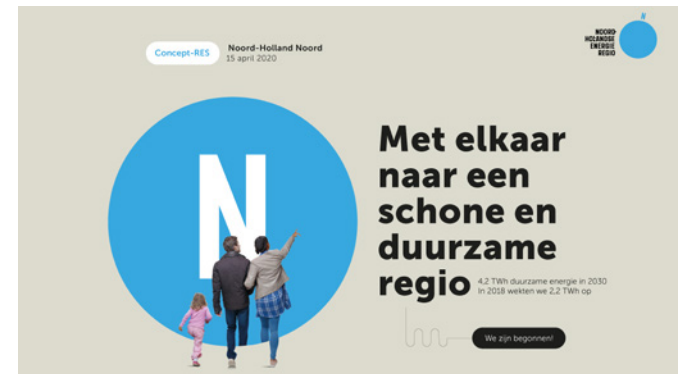 Concept-RES
Noord-Holland Noord
15 april 2020
N
NOORD-
HOLLANDSE
ENERGIE
REGIO
N
Met elkaar
naar een
schone en
duurzame
regio
4,2 TWh duurzame energie in 2030
In 2018 wekten we 2,2 TWh op
We zijn begonnen!